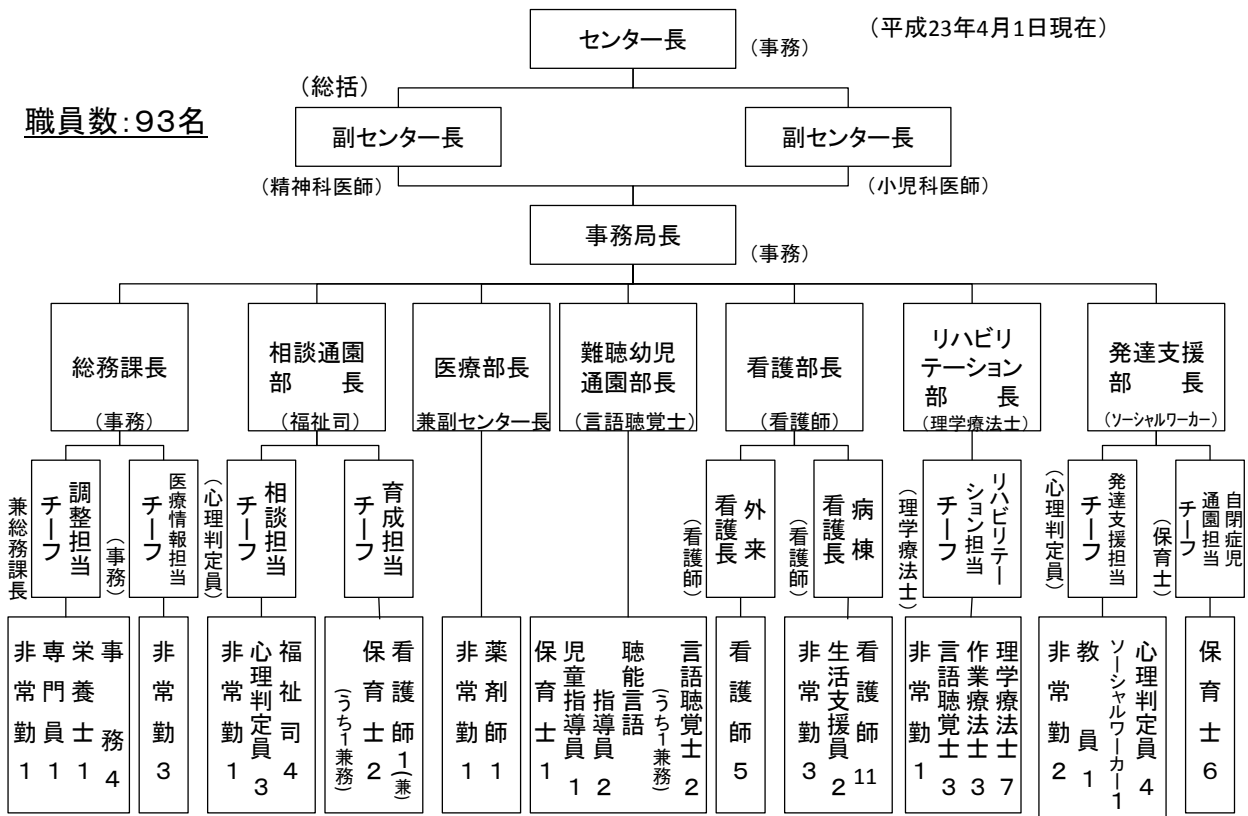 (平成23年4月1日現在)
センター長
(事務)
(総括)
職員数:93名
副センター長
副センター長
(精神科医師)
(小児科医師)
事務局長
(事務)
総務課長
(事務)
相談通園
部 長
(福祉司)
医療部長
兼副センター長
難聴幼児
通園部長
(言語聴覚士)
看護部長
(看護師)
リハビリ
テーション
部 長
(理学療法士)
発達支援
部 長
(ソーシャルワーカー)
調整担当
チーフ
兼総務課長
医療情報担当
チーフ
(事務)
相談担当
チーフ
(心理判定員)
育成担当
チーフ
外来
看護長
(看護師)
病棟
看護長
(看護師)
リハビリテー
ション担当
チーフ
(理学療法士)
発達支援担当
チーフ
(心理判定員)
自閉症児
通園担当
チーフ
(保育士)
事務4
栄養士1
専門員1
非常勤1
非常勤3
福祉司4
心理判定員3
非常勤1
看護師1(兼)
保育士2
(うち1兼務)
薬剤師1
非常勤1
言語聴覚士2
(うち1兼務)
聴能言語
指導員2
児童指導員1
保育士1
看護師5
看護師11
生活支援員2
非常勤3
理学療法士7
作業療法士3
言語聴覚士3
非常勤1
心理判定員4
ソーシャルワーカー1
教員1
非常勤2
保育士6